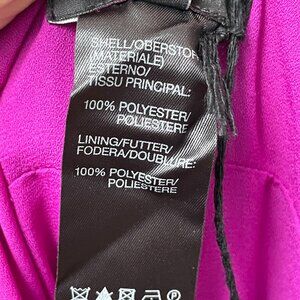 SHELL/OBERSTOF
(MATERIALE)
ESTERNO/
TISSU PRINCIPAL:
100% POLYESTER/
POLIESTERE
LINING/FUTTER/
FODERA/DOUBLURE:
100% POLYESTER/
POLIESTERE
P